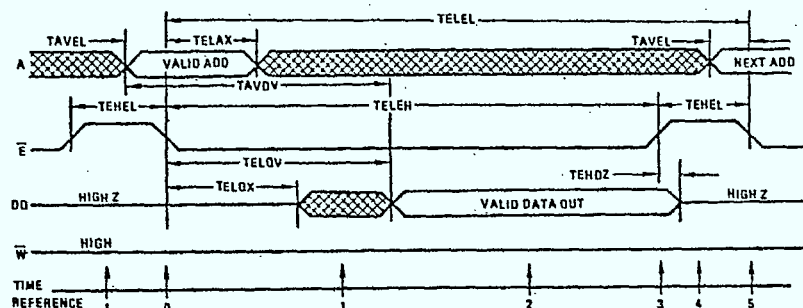 TELEL
TAVEL TELAX TAVEL
A VALID ADD NEXT ADD
TAVQV
TEHEL TELEH TEHEL
E
TELQV
TELQX TEHQZ
DQ HIGH Z VALID DATA OUT HIGH Z
HIGH
W
TIME
REFERENCE -1 0 1 2 3 4 5